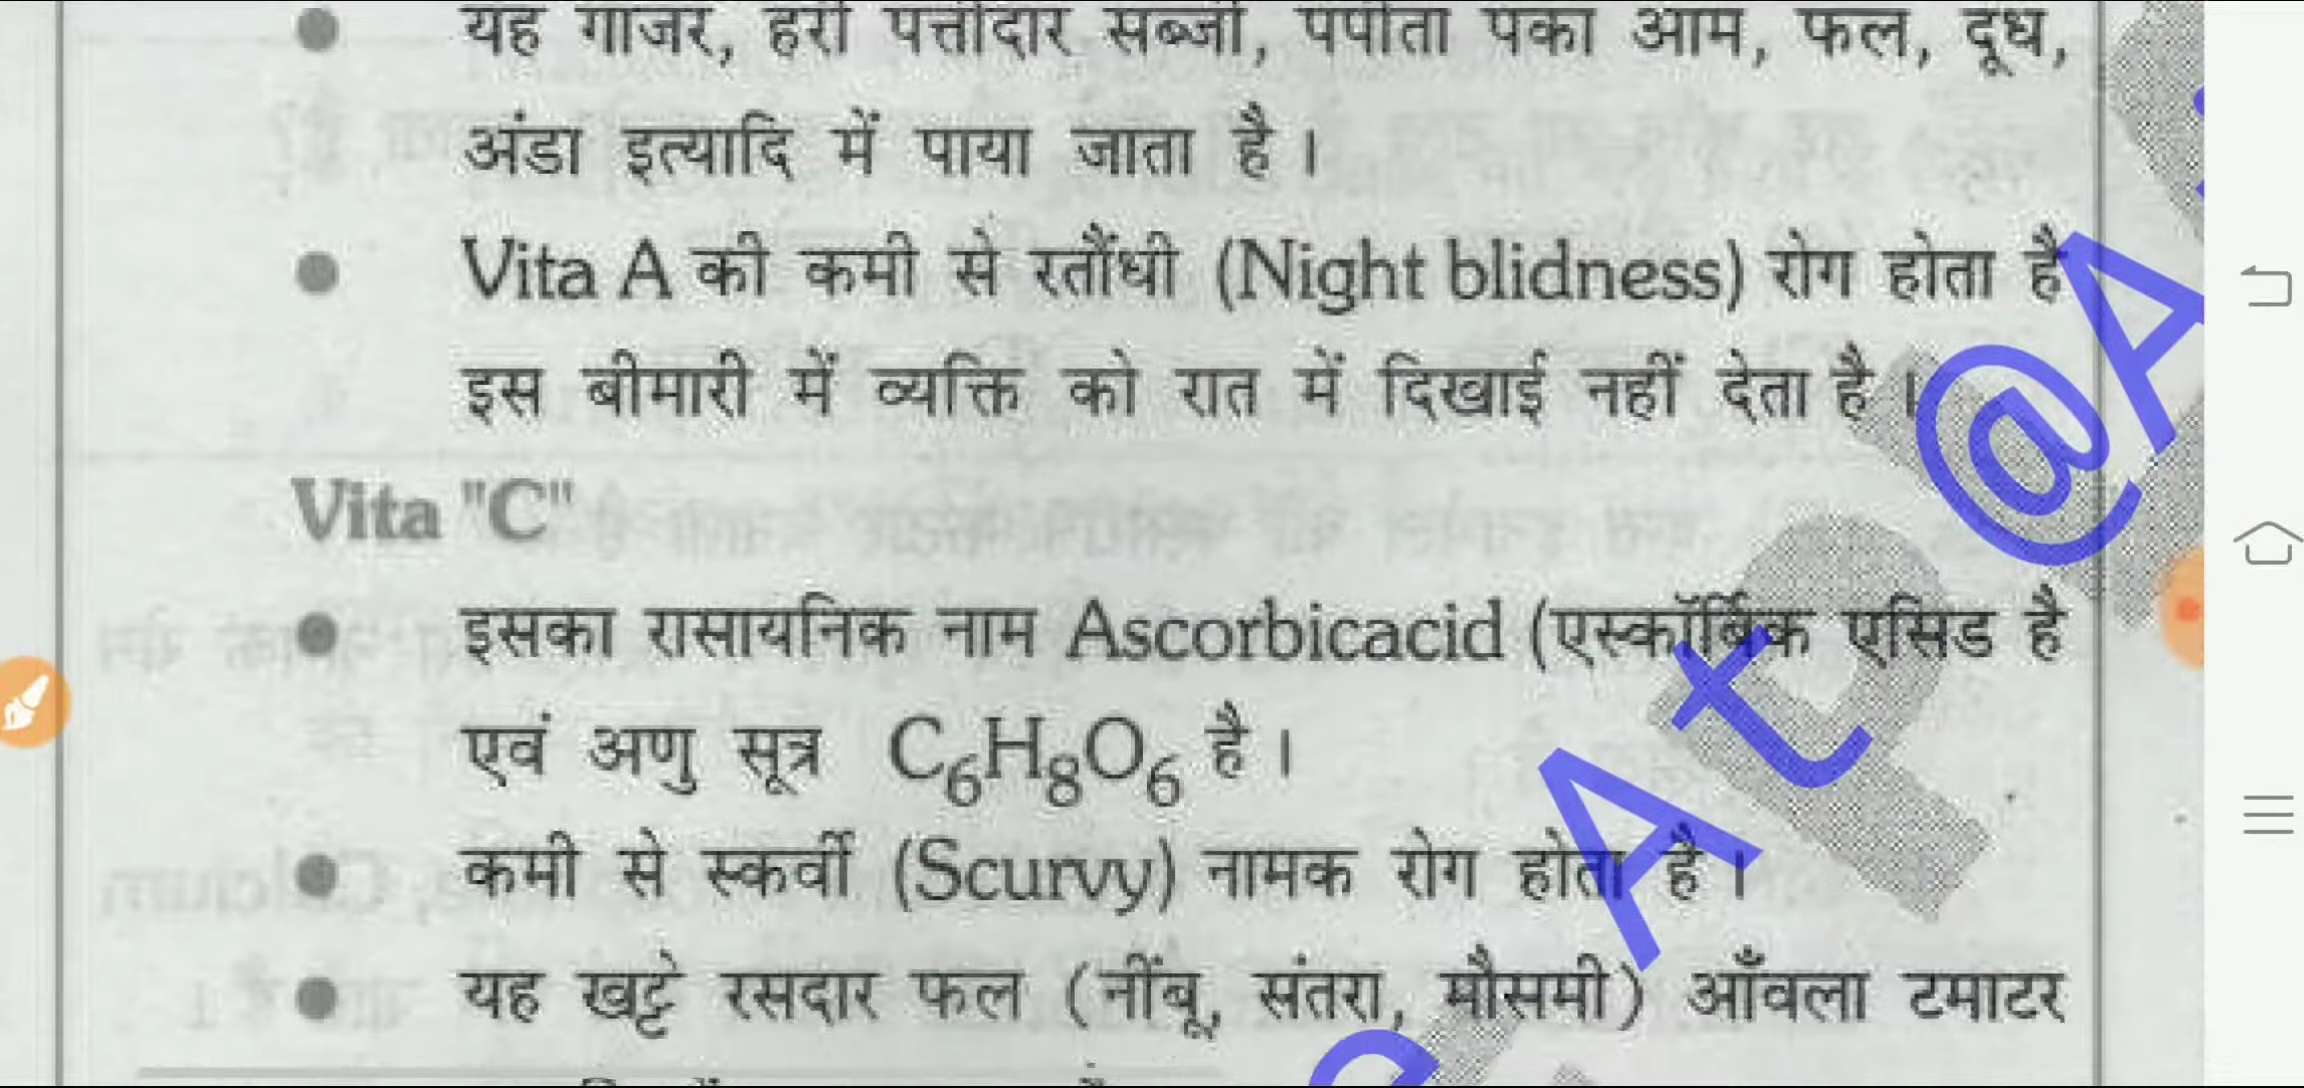 यह गाजर, हरी पत्तीदार सब्जी, पपीता पका आम, फल, दूध,
अंडा इत्यादि में पाया जाता है।
Vita A की कमी से रतौंधी (Night blidness) रोग होता है
इस बीमारी में व्यक्ति को रात में दिखाई नहीं देता है।
Vita "C"
इसका रासायनिक नाम Ascorbicacid (एस्कॉर्बिक एसिड है
एवं अणु सूत्र C₆H₈O₆ है।
कमी से स्कर्वी (Scurvy) नामक रोग होता है।
यह खट्टे रसदार फल (नींबू, संतरा, मौसमी) आँवला टमाटर
At @A